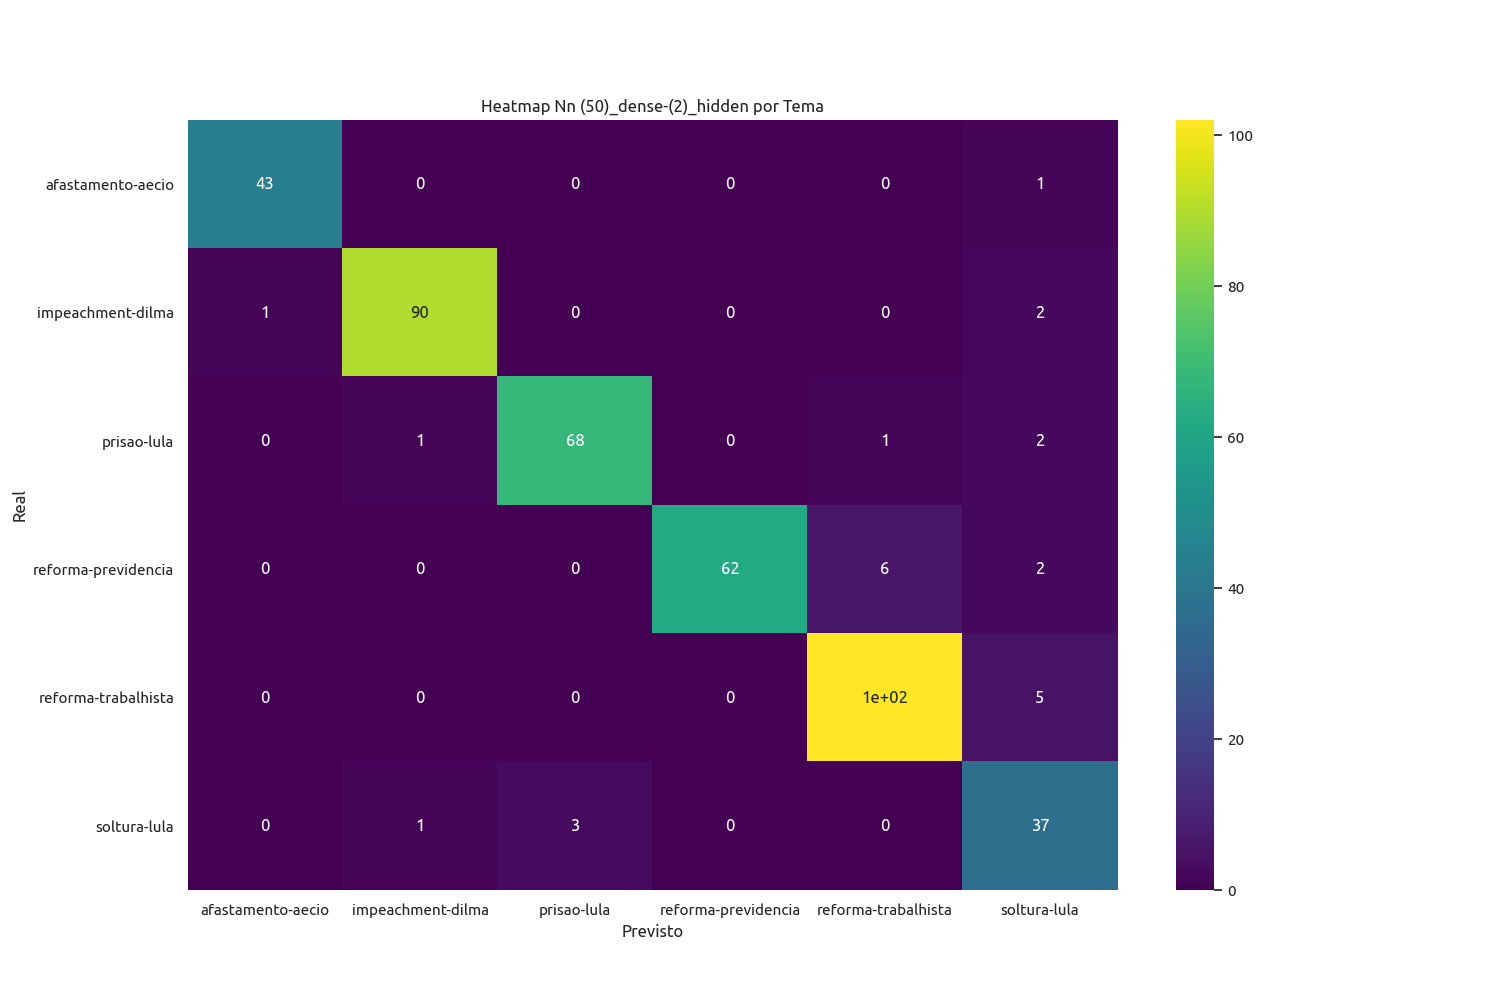 Heatmap Nn (50)_dense-(2)_hidden por Tema
afastamento-aecio 43 0 0 0 0 1
impeachment-dilma 1 90 0 0 0 2
prisao-lula 0 1 68 0 1 2
reforma-previdencia 0 0 0 62 6 2
reforma-trabalhista 0 0 0 0 1e+02 5
soltura-lula 0 1 3 0 0 37
afastamento-aecio impeachment-dilma prisao-lula reforma-previdencia reforma-trabalhista soltura-lula
Previsto
Real
100
80
60
40
20
0